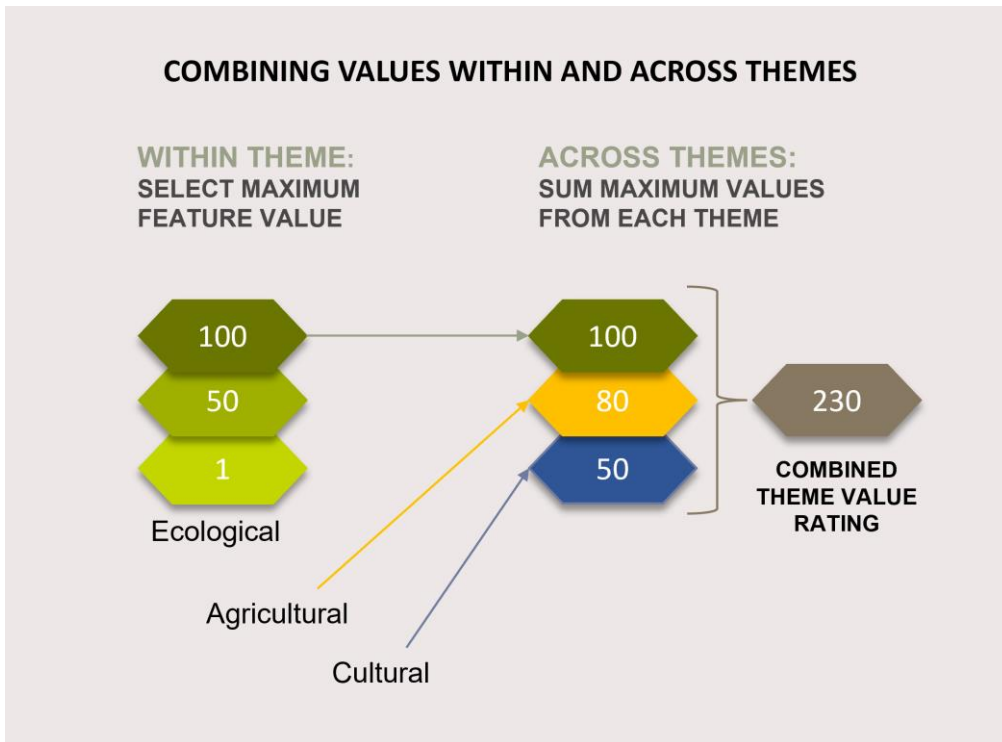 COMBINING VALUES WITHIN AND ACROSS THEMES
WITHIN THEME:
SELECT MAXIMUM
FEATURE VALUE
ACROSS THEMES:
SUM MAXIMUM VALUES
FROM EACH THEME
100
50
1
Ecological
Agricultural
Cultural
100
80
50
230
COMBINED
THEME VALUE
RATING